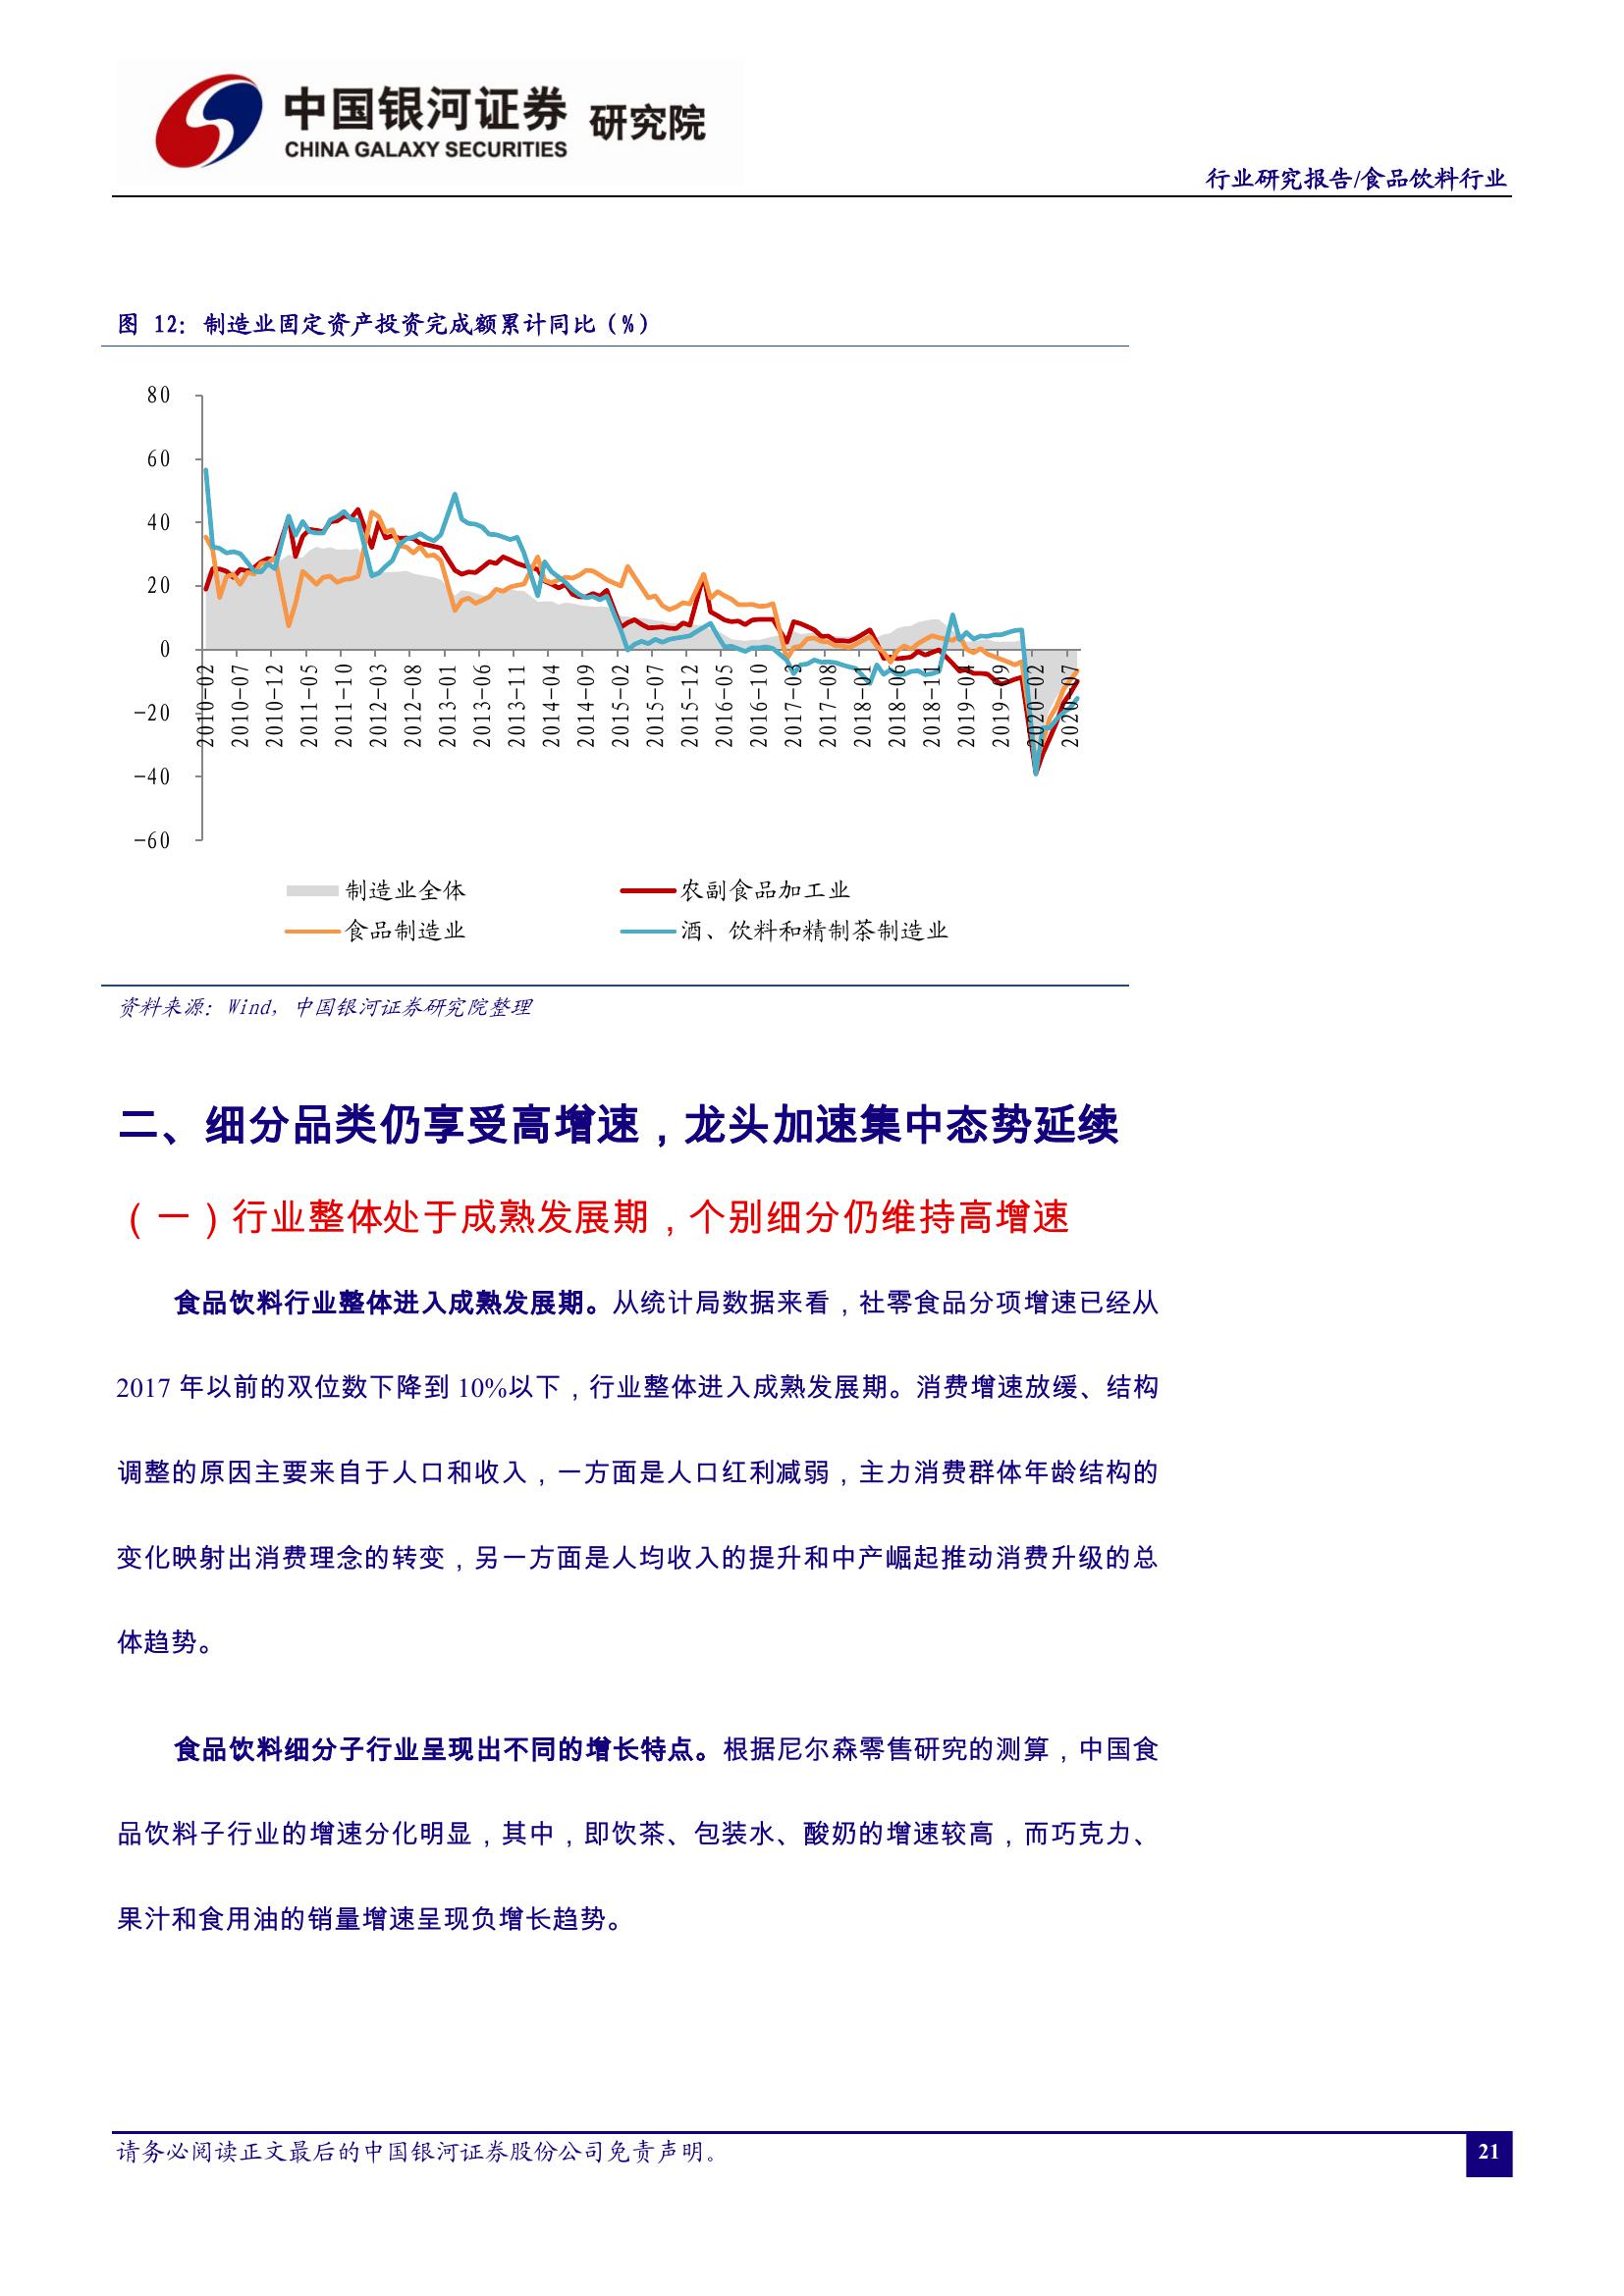 中国银河证券 研究院
CHINA GALAXY SECURITIES
行业研究报告/食品饮料行业
图 12：制造业固定资产投资完成额累计同比（%）
80
60
40
20
0
-20
-40
-60
2010-02
2010-07
2010-12
2011-05
2011-10
2012-03
2012-08
2013-01
2013-06
2013-11
2014-04
2014-09
2015-02
2015-07
2015-12
2016-05
2016-10
2017-03
2017-08
2018-01
2018-06
2018-11
2019-04
2019-09
2020-02
2020-07
制造业全体
农副食品加工业
食品制造业
酒、饮料和精制茶制造业
资料来源：Wind，中国银河证券研究院整理
二、细分品类仍享受高增速，龙头加速集中态势延续
（一）行业整体处于成熟发展期，个别细分仍维持高增速
食品饮料行业整体进入成熟发展期。从统计局数据来看，社零食品分项增速已经从
2017 年以前的双位数下降到 10%以下，行业整体进入成熟发展期。消费增速放缓、结构
调整的原因主要来自于人口和收入，一方面是人口红利减弱，主力消费群体年龄结构的
变化映射出消费理念的转变，另一方面是人均收入的提升和中产崛起推动消费升级的总
体趋势。
食品饮料细分子行业呈现出不同的增长特点。根据尼尔森零售研究的测算，中国食
品饮料子行业的增速分化明显，其中，即饮茶、包装水、酸奶的增速较高，而巧克力、
果汁和食用油的销量增速呈现负增长趋势。
请务必阅读正文最后的中国银河证券股份公司免责声明。
21